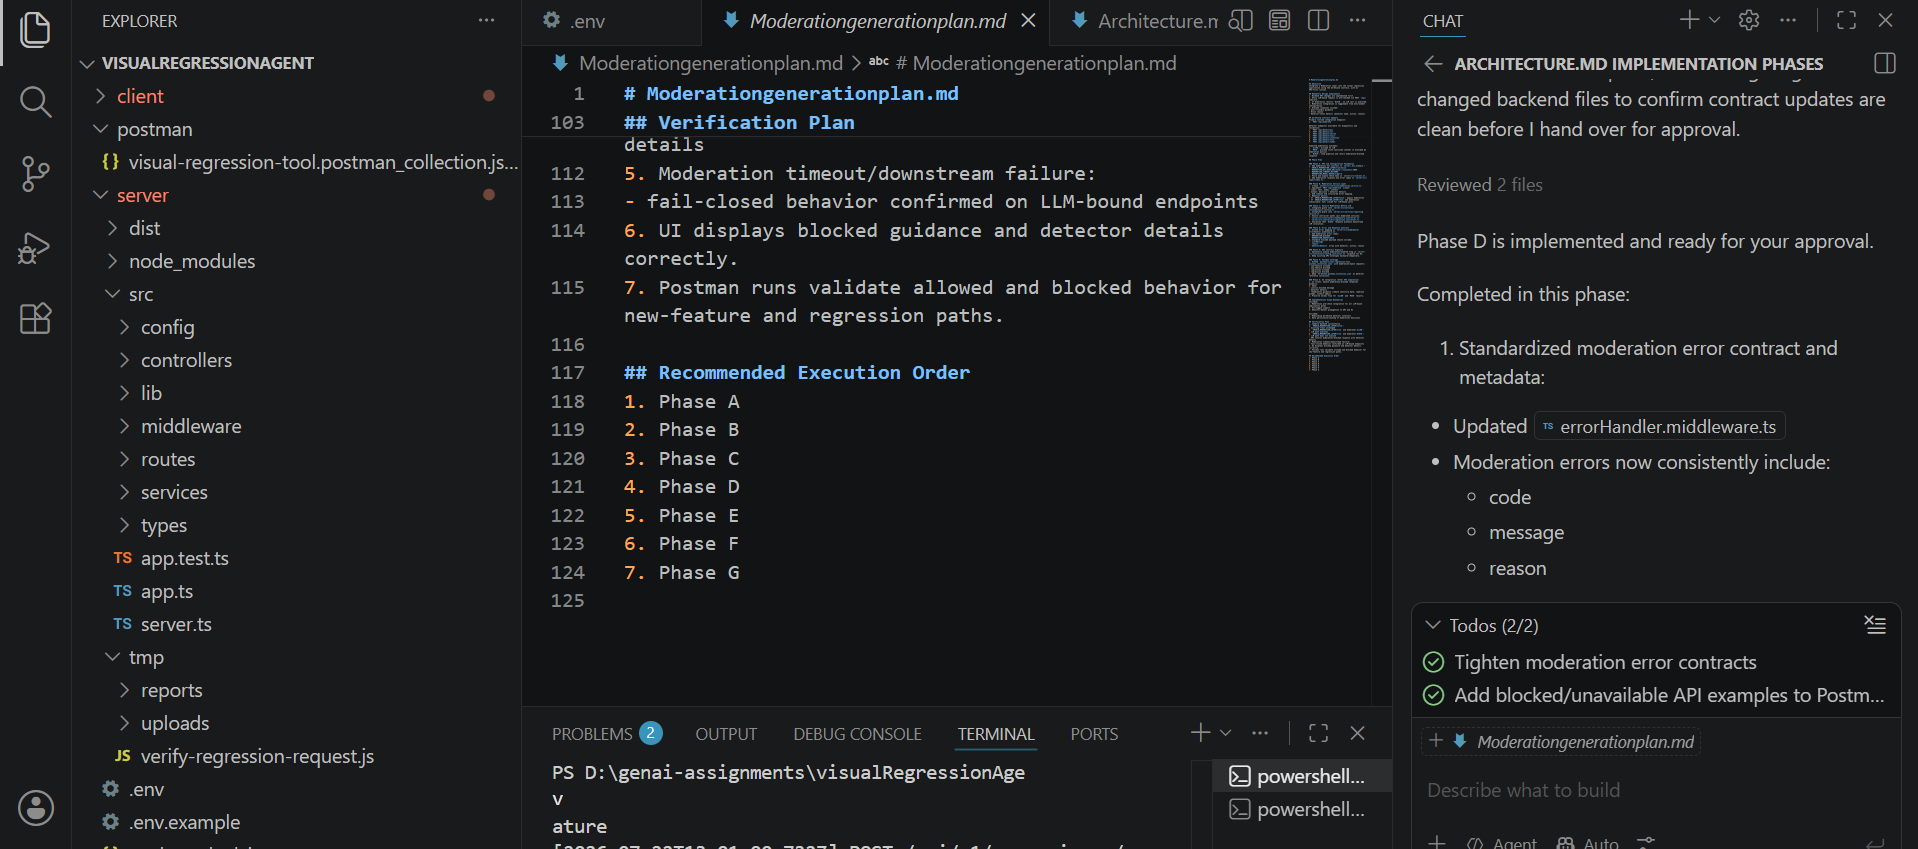 EXPLORER
VISUALREGRESSIONAGENT
client
postman
{} visual-regression-tool.postman_collection.js...
server
dist
node_modules
src
config
controllers
lib
middleware
routes
services
types
TS app.test.ts
TS app.ts
TS server.ts
tmp
reports
uploads
JS verify-regression-request.js
.env
.env.example
.env
Moderationgenerationplan.md
Architecture.m
Moderationgenerationplan.md > abc # Moderationgenerationplan.md
1 # Moderationgenerationplan.md
103 ## Verification Plan
details
112 5. Moderation timeout/downstream failure:
113 - fail-closed behavior confirmed on LLM-bound endpoints
114 6. UI displays blocked guidance and detector details
correctly.
115 7. Postman runs validate allowed and blocked behavior for
new-feature and regression paths.
116
117 ## Recommended Execution Order
118 1. Phase A
119 2. Phase B
120 3. Phase C
121 4. Phase D
122 5. Phase E
123 6. Phase F
124 7. Phase G
125
PROBLEMS 2 OUTPUT DEBUG CONSOLE TERMINAL PORTS
PS D:\genai-assignments\visualRegressionAge
v
ature
powershell...
powershell...
CHAT
ARCHITECTURE.MD IMPLEMENTATION PHASES
changed backend files to confirm contract updates are
clean before I hand over for approval.
Reviewed 2 files
Phase D is implemented and ready for your approval.
Completed in this phase:
1. Standardized moderation error contract and
metadata:
• Updated TS errorHandler.middleware.ts
• Moderation errors now consistently include:
◦ code
◦ message
◦ reason
Todos (2/2)
Tighten moderation error contracts
Add blocked/unavailable API examples to Postm...
+ Moderationgenerationplan.md
Describe what to build
Agent Auto